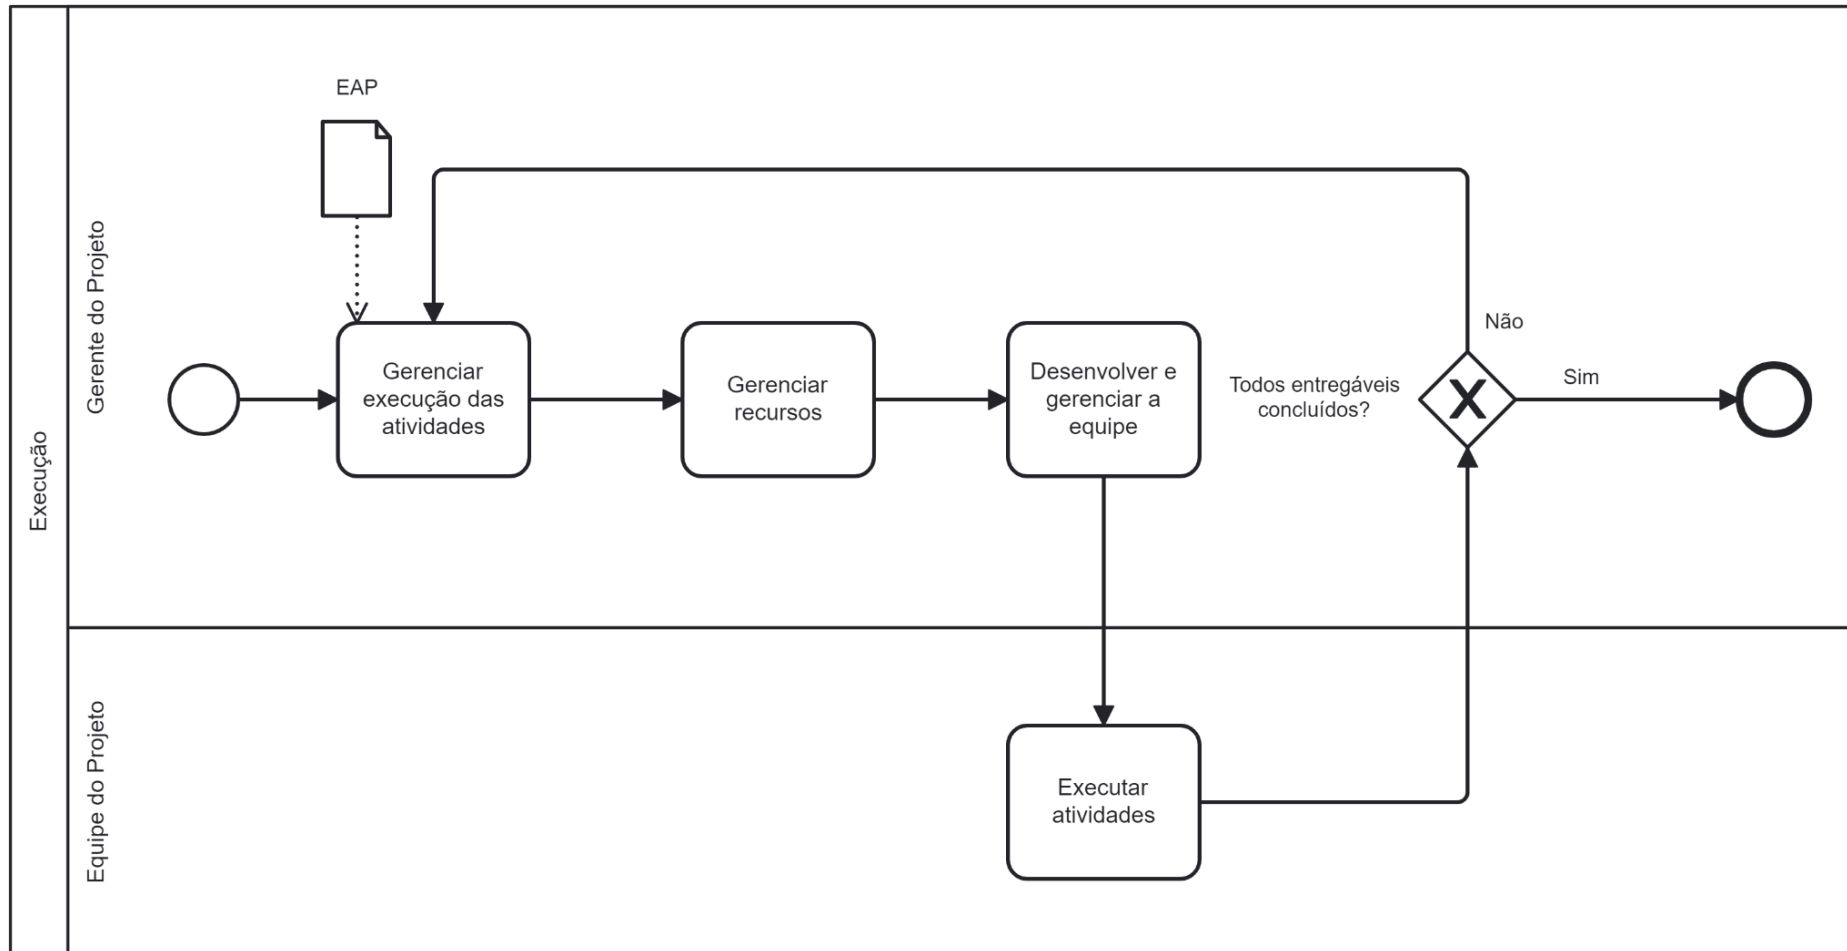 Execução
Gerente do Projeto
EAP
Gerenciar
execução das
atividades
Gerenciar
recursos
Desenvolver e
gerenciar a
equipe
Todos entregáveis
concluídos?
Não
Sim
Equipe do Projeto
Executar
atividades